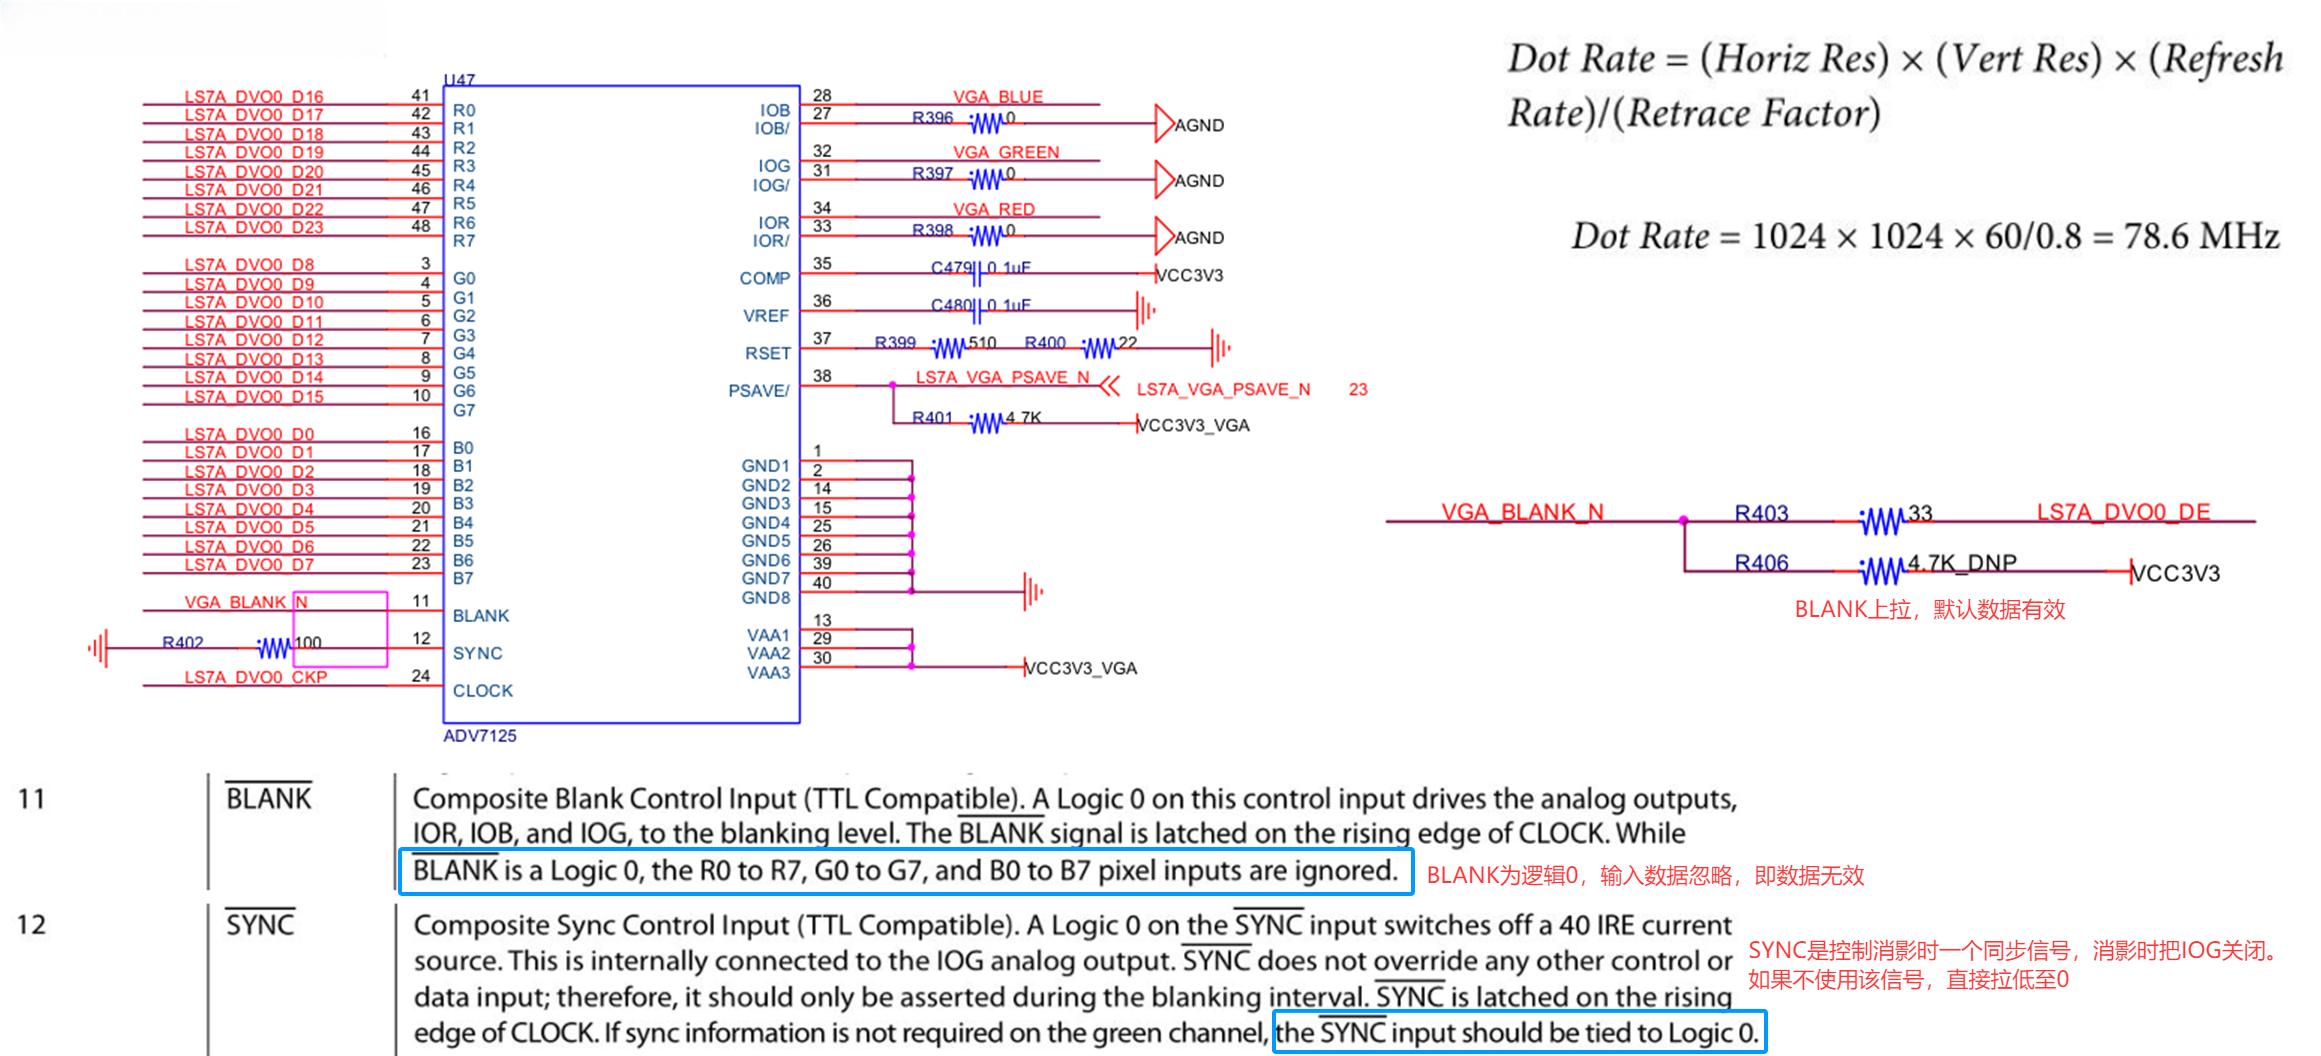 U47
LS7A_DVO0_D16 41 R0
LS7A_DVO0_D17 42 R1
LS7A_DVO0_D18 43 R2
LS7A_DVO0_D19 44 R3
LS7A_DVO0_D20 45 R4
LS7A_DVO0_D21 46 R5
LS7A_DVO0_D22 47 R6
LS7A_DVO0_D23 48 R7
LS7A_DVO0_D8 3 G0
LS7A_DVO0_D9 4 G1
LS7A_DVO0_D10 5 G2
LS7A_DVO0_D11 6 G3
LS7A_DVO0_D12 7 G4
LS7A_DVO0_D13 8 G5
LS7A_DVO0_D14 9 G6
LS7A_DVO0_D15 10 G7
LS7A_DVO0_D0 16 B0
LS7A_DVO0_D1 17 B1
LS7A_DVO0_D2 18 B2
LS7A_DVO0_D3 19 B3
LS7A_DVO0_D4 20 B4
LS7A_DVO0_D5 21 B5
LS7A_DVO0_D6 22 B6
LS7A_DVO0_D7 23 B7
VGA_BLANK_N 11 BLANK
R402 100 12 SYNC
LS7A_DVO0_CKP 24 CLOCK
IOB 28 VGA_BLUE
IOB/ 27 R396 0 AGND
IOG 32 VGA_GREEN
IOG/ 31 R397 0 AGND
IOR 34 VGA_RED
IOR/ 33 R398 0 AGND
COMP 35 C479 0.1uF VCC3V3
VREF 36 C480 0.1uF
RSET 37 R399 510 R400 22
PSAVE/ 38 LS7A_VGA_PSAVE_N LS7A_VGA_PSAVE_N 23
R401 4.7K VCC3V3_VGA
GND1 1
GND2 2
GND3 14
GND4 15
GND5 25
GND6 26
GND7 39
GND8 40
VAA1 13
VAA2 29
VAA3 30 VCC3V3_VGA
ADV7125
Dot Rate = (Horiz Res) × (Vert Res) × (Refresh
Rate)/(Retrace Factor)
Dot Rate = 1024 × 1024 × 60/0.8 = 78.6 MHz
VGA_BLANK_N R403 33 LS7A_DVO0_DE
R406 4.7K_DNP VCC3V3
BLANK上拉，默认数据有效
11 BLANK Composite Blank Control Input (TTL Compatible). A Logic 0 on this control input drives the analog outputs,
IOR, IOB, and IOG, to the blanking level. The BLANK signal is latched on the rising edge of CLOCK. While
BLANK is a Logic 0, the R0 to R7, G0 to G7, and B0 to B7 pixel inputs are ignored.
BLANK为逻辑0，输入数据忽略，即数据无效
12 SYNC Composite Sync Control Input (TTL Compatible). A Logic 0 on the SYNC input switches off a 40 IRE current
source. This is internally connected to the IOG analog output. SYNC does not override any other control or
data input; therefore, it should only be asserted during the blanking interval. SYNC is latched on the rising
edge of CLOCK. If sync information is not required on the green channel, the SYNC input should be tied to Logic 0.
SYNC是控制消影时一个同步信号，消影时把IOG关闭。
如果不使用该信号，直接拉低至0